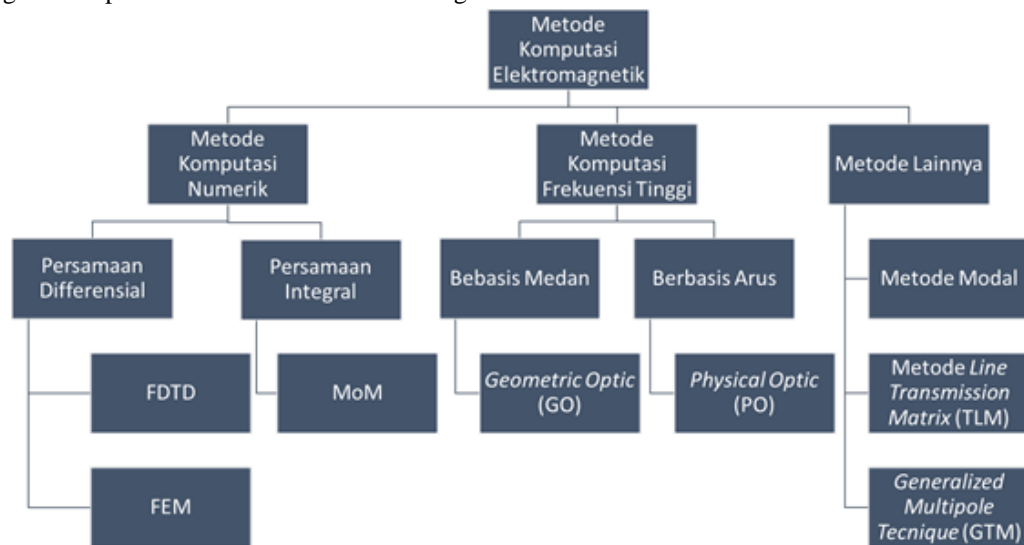 Metode
Komputasi
Elektromagnetik
Metode
Komputasi
Numerik
Metode
Komputasi
Frekuensi Tinggi
Metode Lainnya
Persamaan
Differensial
Persamaan
Integral
Bebasis Medan
Berbasis Arus
Metode Modal
FDTD
MoM
Geometric Optic
(GO)
Physical Optic
(PO)
Metode Line
Transmission
Matrix (TLM)
FEM
Generalized
Multipole
Tecnique (GTM)